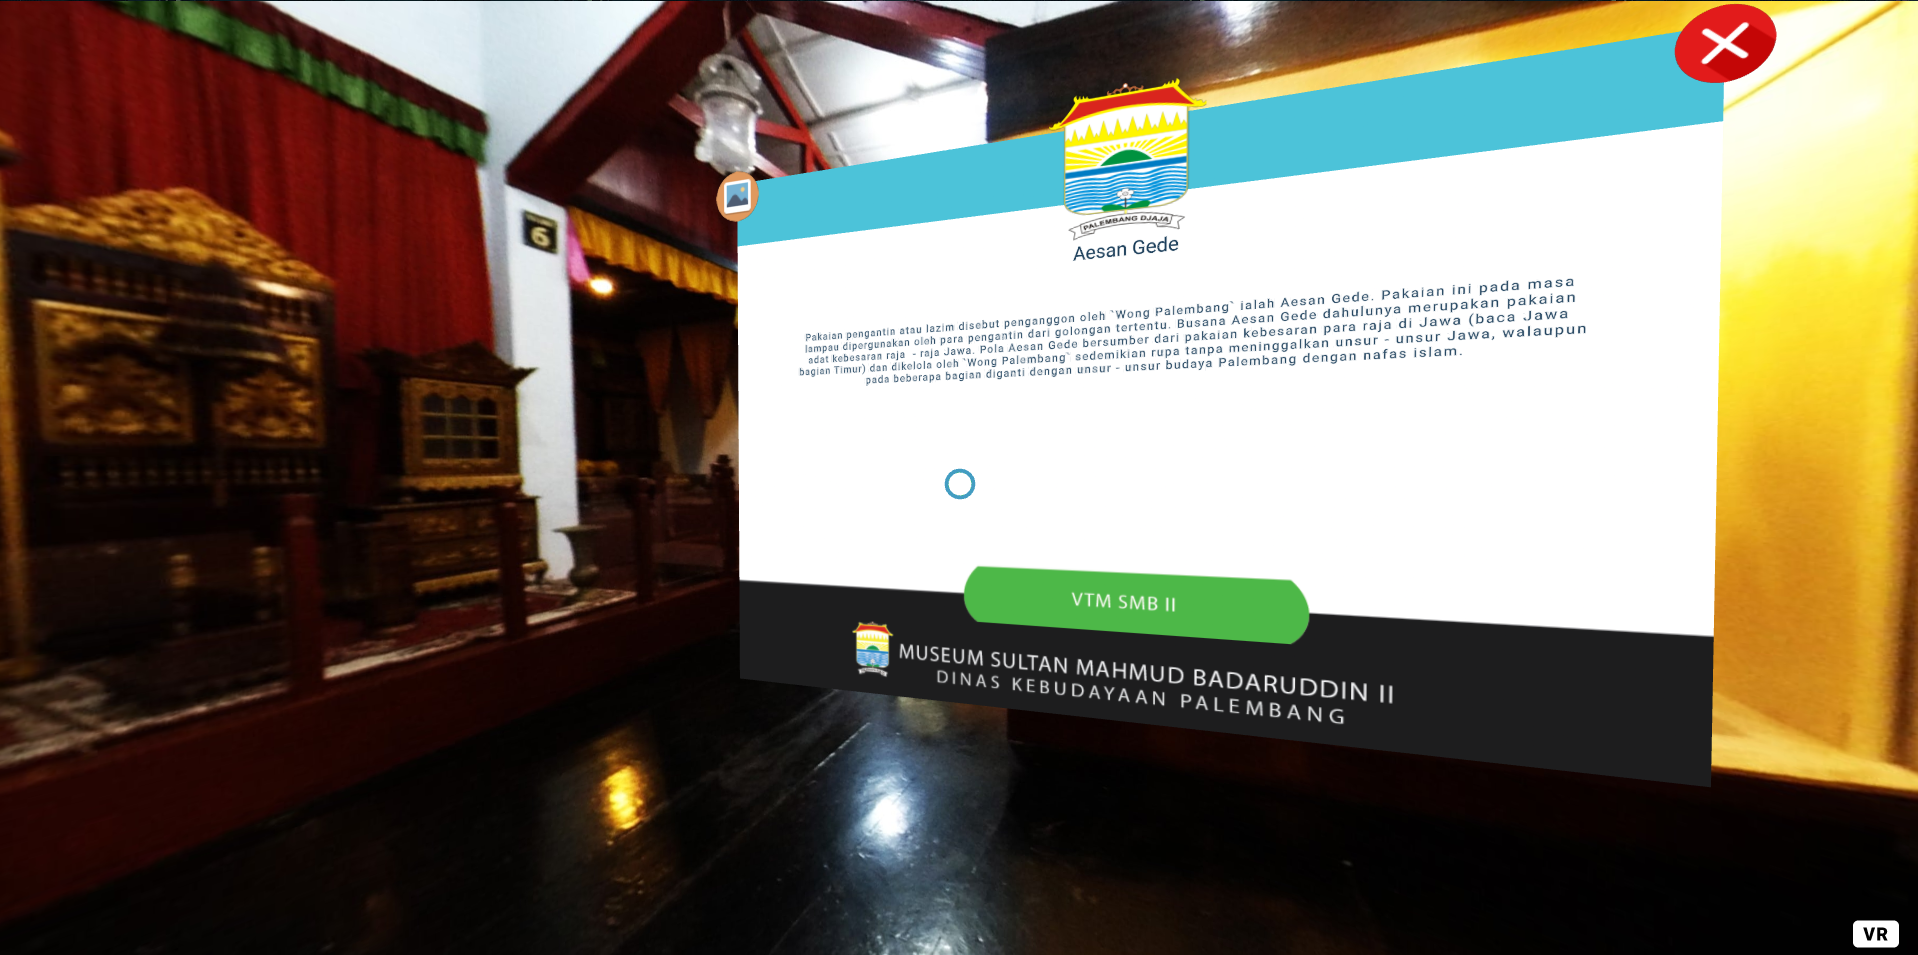 6
PALEMBANG DJAJA
Aesan Gede
Pakaian pengantin atau lazim disebut penganggon oleh `Wong Palembang` ialah Aesan Gede. Pakaian ini pada masa
lampau dipergunakan oleh para pengantin dari golongan tertentu. Busana Aesan Gede dahulunya merupakan pakaian
adat kebesaran raja - raja Jawa. Pola Aesan Gede bersumber dari pakaian kebesaran para raja di Jawa (baca Jawa
bagian Timur) dan dikelola oleh `Wong Palembang` sedemikian rupa tanpa meninggalkan unsur - unsur Jawa, walaupun
pada beberapa bagian diganti dengan unsur - unsur budaya Palembang dengan nafas islam.
VTM SMB II
MUSEUM SULTAN MAHMUD BADARUDDIN II
DINAS KEBUDAYAAN PALEMBANG
VR